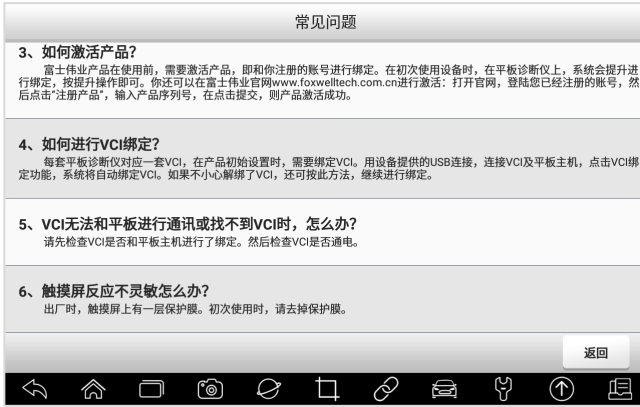 常见问题
3、如何激活产品？
富士伟业产品在使用前，需要激活产品，即和你注册的账号进行绑定。在初次使用设备时，在平板诊断仪上，系统会提升进
行绑定，按提升操作即可。你还可以在富士伟业官网www.foxwelltech.com.cn进行激活：打开官网，登陆您已经注册的账号，然
后点击“注册产品”，输入产品序列号，在点击提交，则产品激活成功。
4、如何进行VCI绑定？
每套平板诊断仪对应一套VCI，在产品初始设置时，需要绑定VCI。用设备提供的USB连接，连接VCI及平板主机，点击VCI绑
定功能，系统将自动绑定VCI。如果不小心解绑了VCI，还可按此方法，继续进行绑定。
5、VCI无法和平板进行通讯或找不到VCI时，怎么办？
请先检查VCI是否和平板主机进行了绑定。然后检查VCI是否通电。
6、触摸屏反应不灵敏怎么办？
出厂时，触摸屏上有一层保护膜。初次使用时，请去掉保护膜。
返回